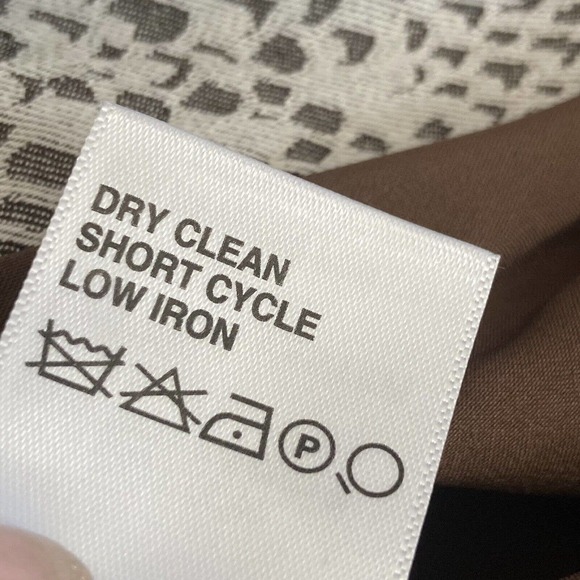 DRY CLEAN
SHORT CYCLE
LOW IRON
P